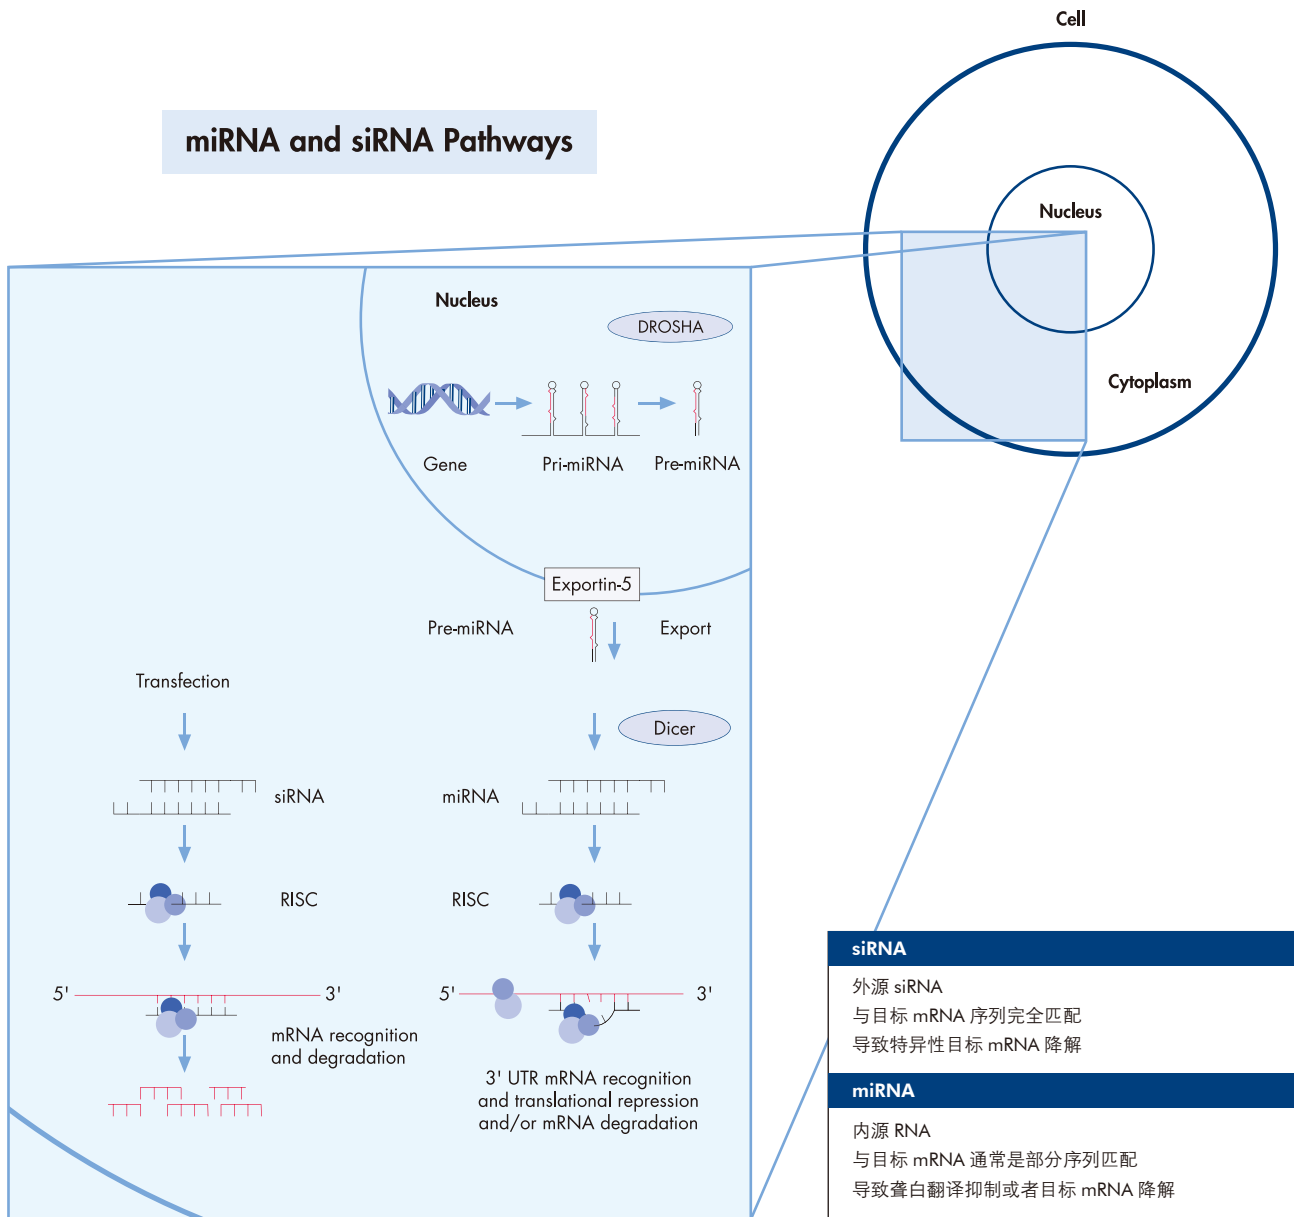 Cell
miRNA and siRNA Pathways
Nucleus
Cytoplasm
Nucleus
DROSHA
Gene
Pri-miRNA
Pre-miRNA
Exportin-5
Pre-miRNA
Export
Transfection
Dicer
siRNA
miRNA
RISC
RISC
5'
3'
5'
3'
mRNA recognition
and degradation
3' UTR mRNA recognition
and translational repression
and/or mRNA degradation
siRNA
外源 siRNA
与目标 mRNA 序列完全匹配
导致特异性目标 mRNA 降解
miRNA
内源 RNA
与目标 mRNA 通常是部分序列匹配
导致聋白翻译抑制或者目标 mRNA 降解